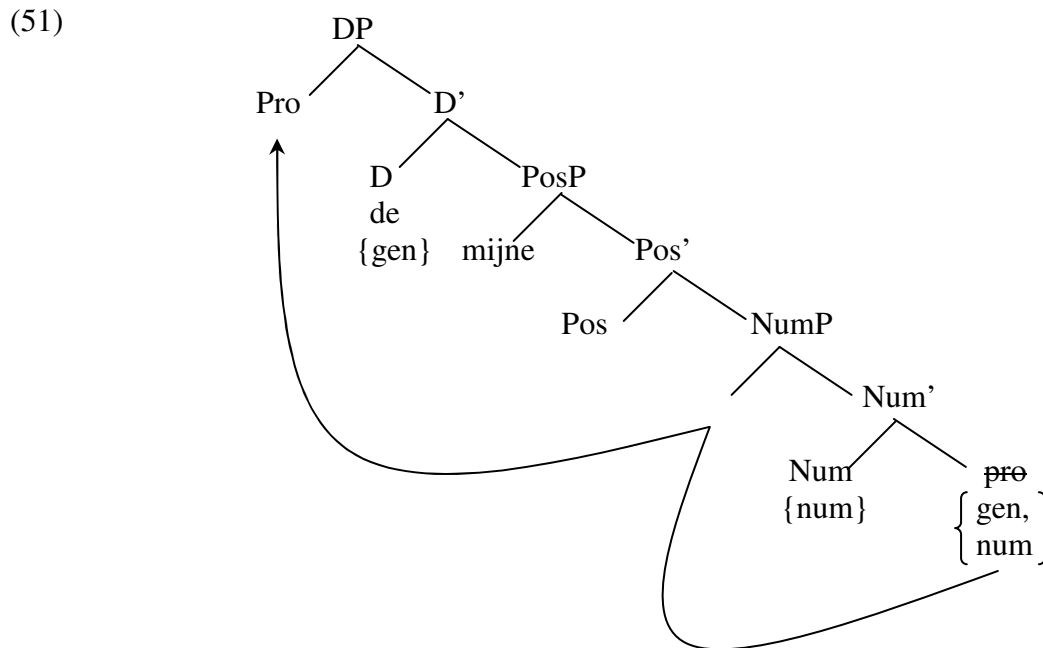 (51)
DP
Pro D’
D PosP
de
{gen} mijne Pos’
Pos NumP
Num’
Num pro
{num} { gen,
num }